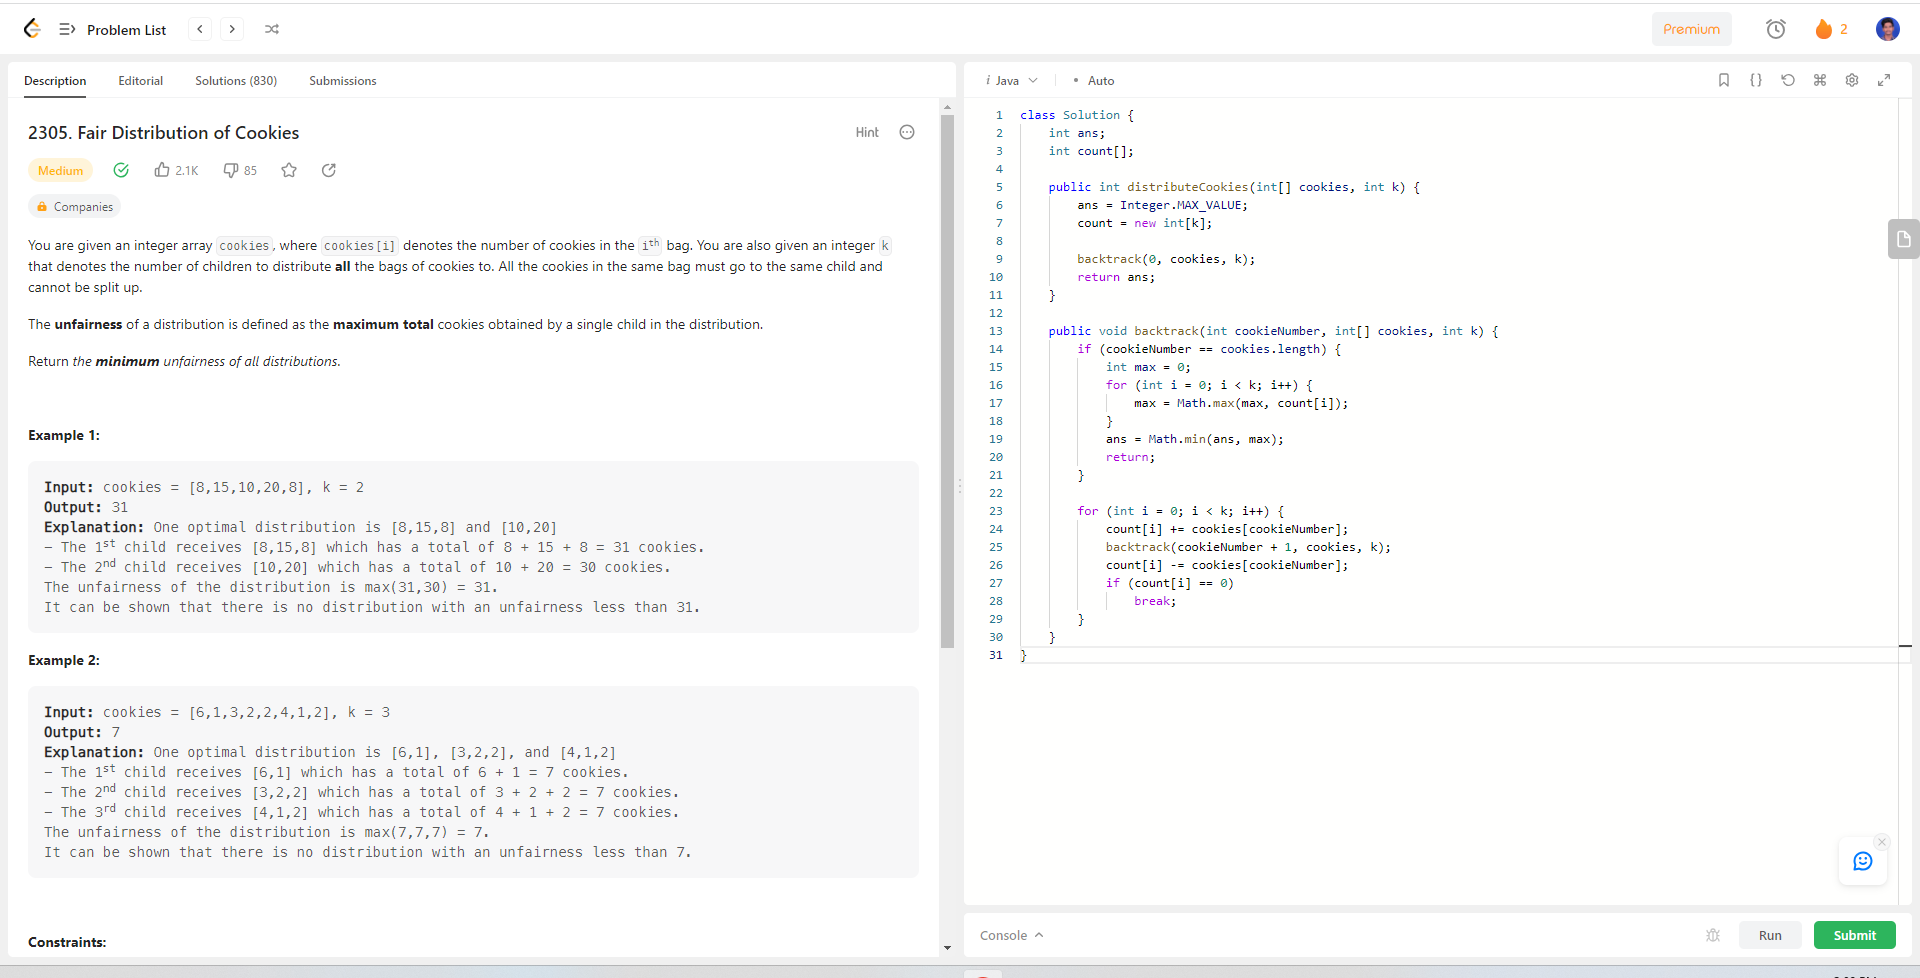 Problem List
Premium
2
Description Editorial Solutions (830) Submissions
2305. Fair Distribution of Cookies
Hint
Medium 2.1K 85
Companies
You are given an integer array cookies, where cookies[i] denotes the number of cookies in the iᵗʰ bag. You are also given an integer k
that denotes the number of children to distribute all the bags of cookies to. All the cookies in the same bag must go to the same child and
cannot be split up.
The unfairness of a distribution is defined as the maximum total cookies obtained by a single child in the distribution.
Return the minimum unfairness of all distributions.
Example 1:
Input: cookies = [8,15,10,20,8], k = 2
Output: 31
Explanation: One optimal distribution is [8,15,8] and [10,20]
- The 1ˢᵗ child receives [8,15,8] which has a total of 8 + 15 + 8 = 31 cookies.
- The 2ⁿᵈ child receives [10,20] which has a total of 10 + 20 = 30 cookies.
The unfairness of the distribution is max(31,30) = 31.
It can be shown that there is no distribution with an unfairness less than 31.
Example 2:
Input: cookies = [6,1,3,2,2,4,1,2], k = 3
Output: 7
Explanation: One optimal distribution is [6,1], [3,2,2], and [4,1,2]
- The 1ˢᵗ child receives [6,1] which has a total of 6 + 1 = 7 cookies.
- The 2ⁿᵈ child receives [3,2,2] which has a total of 3 + 2 + 2 = 7 cookies.
- The 3ʳᵈ child receives [4,1,2] which has a total of 4 + 1 + 2 = 7 cookies.
The unfairness of the distribution is max(7,7,7) = 7.
It can be shown that there is no distribution with an unfairness less than 7.
Constraints:
i Java • Auto
1 class Solution {
2     int ans;
3     int count[];
4
5     public int distributeCookies(int[] cookies, int k) {
6         ans = Integer.MAX_VALUE;
7         count = new int[k];
8
9         backtrack(0, cookies, k);
10         return ans;
11     }
12
13     public void backtrack(int cookieNumber, int[] cookies, int k) {
14         if (cookieNumber == cookies.length) {
15             int max = 0;
16             for (int i = 0; i < k; i++) {
17                 max = Math.max(max, count[i]);
18             }
19             ans = Math.min(ans, max);
20             return;
21         }
22
23         for (int i = 0; i < k; i++) {
24             count[i] += cookies[cookieNumber];
25             backtrack(cookieNumber + 1, cookies, k);
26             count[i] -= cookies[cookieNumber];
27             if (count[i] == 0)
28                 break;
29         }
30     }
31 }
Console Run Submit